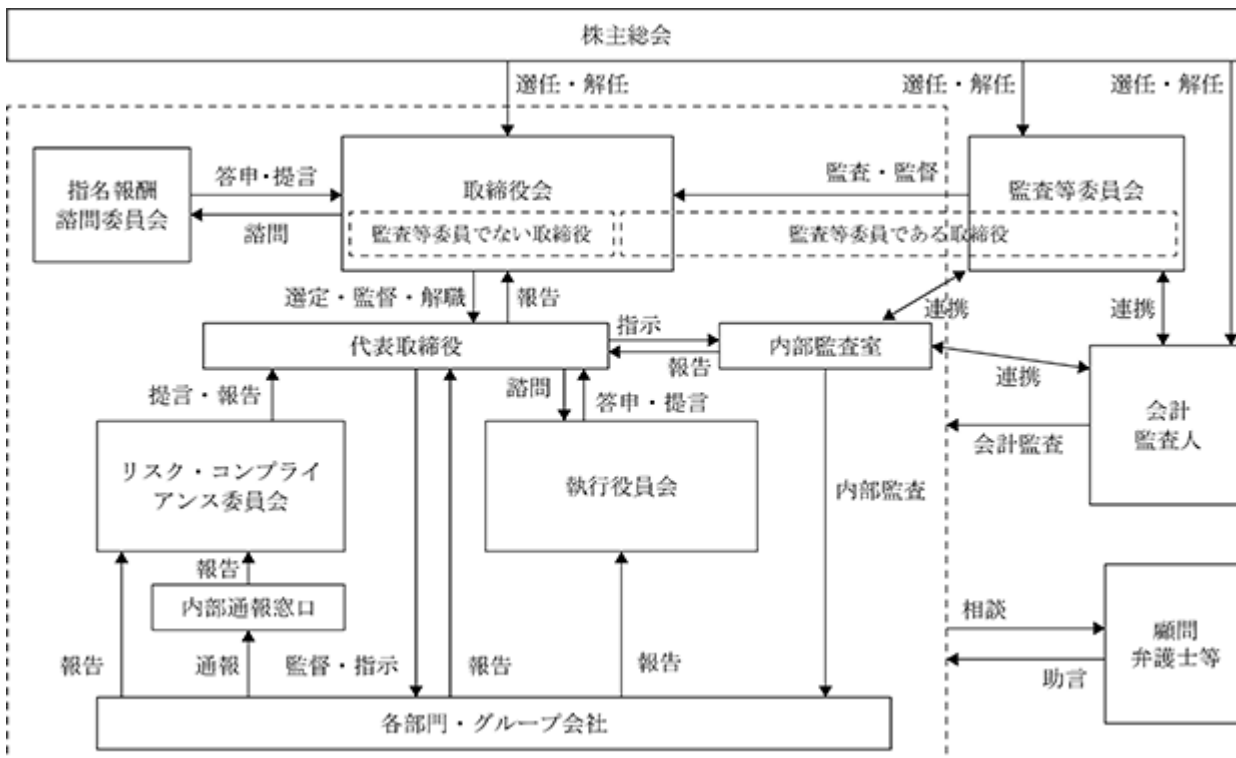 株主総会
選任・解任
選任・解任
選任・解任
指名報酬
諮問委員会
答申・提言
諮問
取締役会
監査等委員でない取締役
監査等委員である取締役
監査・監督
監査等委員会
選定・監督・解職
報告
連携
連携
代表取締役
指示
報告
内部監査室
連携
会計
監査人
提言・報告
諮問
答申・提言
会計監査
リスク・コンプライ
アンス委員会
執行役員会
内部監査
報告
内部通報窓口
相談
顧問
弁護士等
助言
報告
通報
監督・指示
報告
報告
各部門・グループ会社